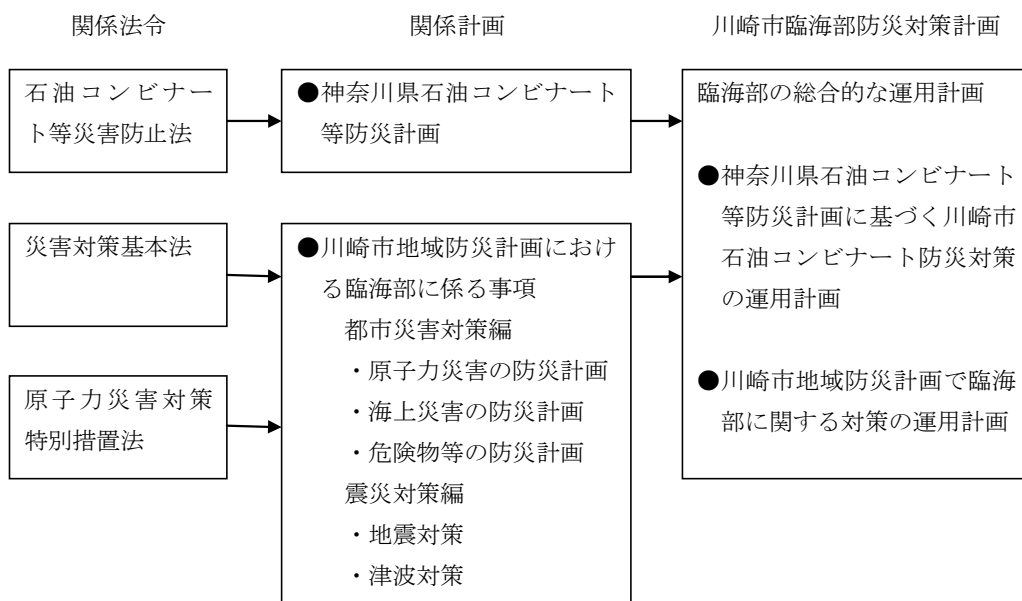 関係法令
関係計画
川崎市臨海部防災対策計画
石油コンビナー
ト等災害防止法
●神奈川県石油コンビナート
等防災計画
臨海部の総合的な運用計画
●神奈川県石油コンビナート
等防災計画に基づく川崎市
石油コンビナート防災対策
の運用計画
●川崎市地域防災計画で臨海
部に関する対策の運用計画
災害対策基本法
原子力災害対策
特別措置法
●川崎市地域防災計画におけ
る臨海部に係る事項
都市災害対策編
・原子力災害の防災計画
・海上災害の防災計画
・危険物等の防災計画
震災対策編
・地震対策
・津波対策